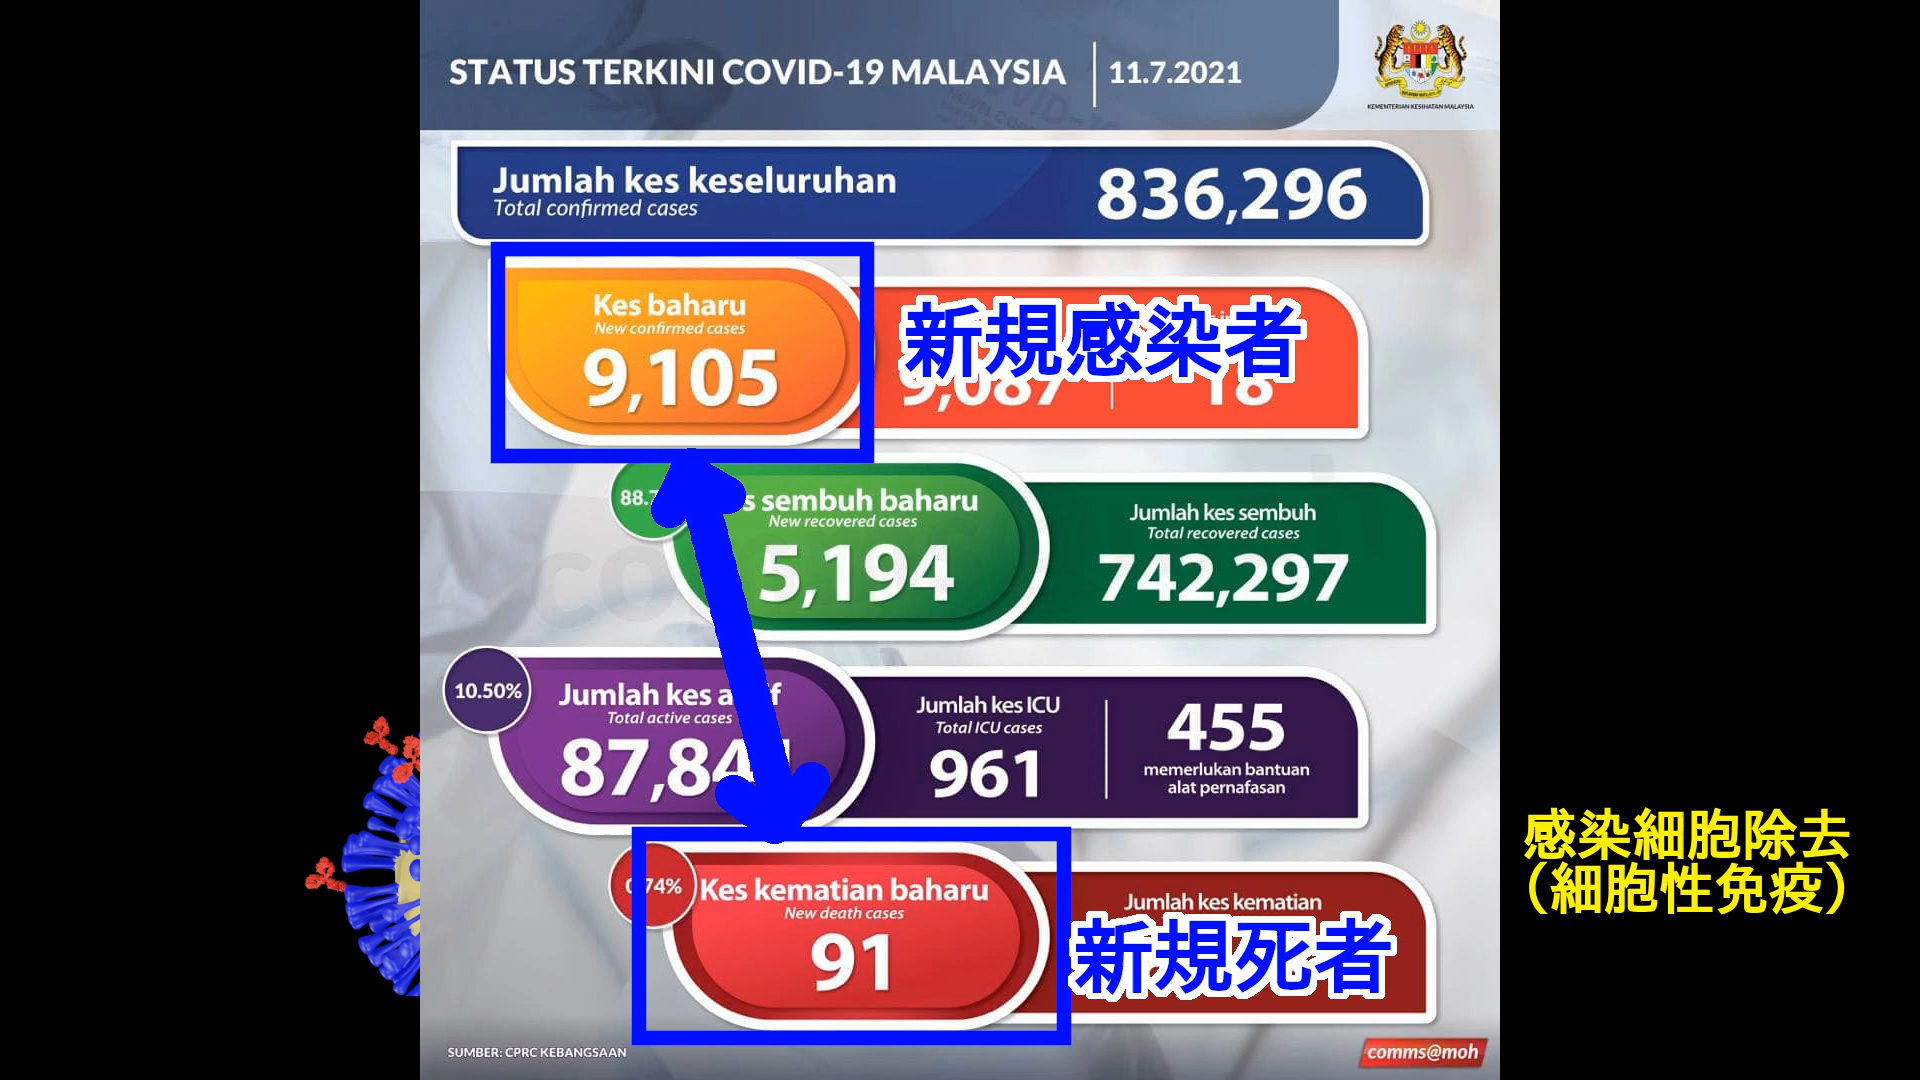 STATUS TERKINI COVID-19 MALAYSIA
11.7.2021
KEMENTERIAN KESIHATAN MALAYSIA
Jumlah kes keseluruhan
Total confirmed cases
836,296
Kes baharu
New confirmed cases
9,105
新規感染者
9,087
18
sembuh baharu
New recovered cases
5,194
Jumlah kes sembuh
Total recovered cases
742,297
10.50%
Jumlah kes
Total active cases
Jumlah kes ICU
Total ICU cases
961
455
memerlukan bantuan
alat pernafasan
Kes kematian baharu
New death cases
91
Jumlah kes kematian
新規死者
感染細胞除去
（細胞性免疫）
SUMBER: CPRC KEBANGSAAN
comms@moh